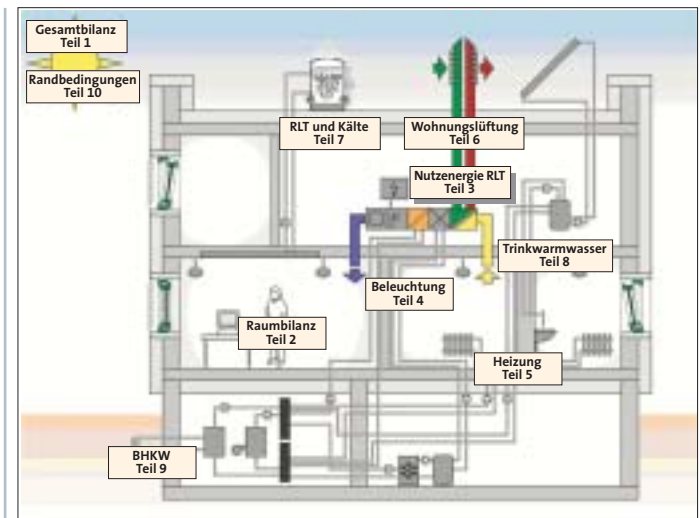 Gesamtbilanz
Teil 1
Randbedingungen
Teil 10
RLT und Kälte
Teil 7
Wohnungslüftung
Teil 6
Nutzenergie RLT
Teil 3
Trinkwarmwasser
Teil 8
Beleuchtung
Teil 4
Raumbilanz
Teil 2
Heizung
Teil 5
BHKW
Teil 9